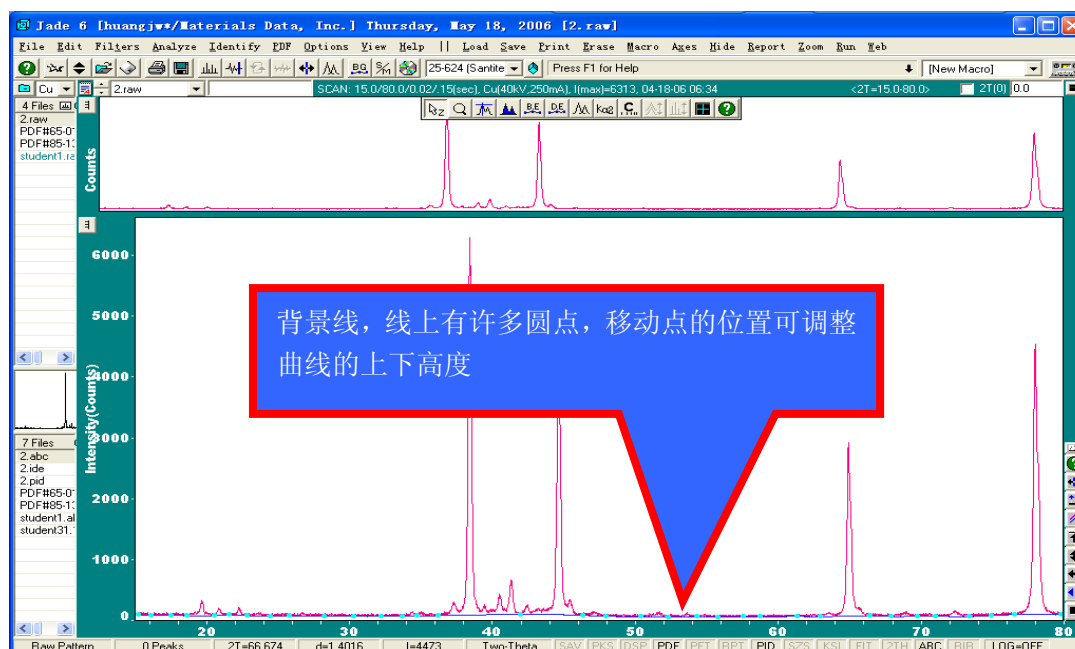 Jade 6 [huangjw*/Materials Data, Inc.] Thursday, May 18, 2006 [2.raw]
File Edit Filters Analyze Identify PDF Options View Help || Load Save Print Erase Macro Axes Hide Report Zoom Run Web
25-624 (Santite Press F1 for Help [New Macro]
Cu 2.raw SCAN: 15.0/80.0/0.02/.15(sec), Cu(40kV,250mA), I(max)=6313, 04-18-06 06:34 <2T=15.0-80.0> 2T(0) 0.0
4 Files
2.raw
PDF#65-0
PDF#85-1
student1.ra
Counts
6000
5000
4000
3000
2000
1000
0
Intensity(Counts)
背景线，线上有许多圆点，移动点的位置可调整
曲线的上下高度
7 Files
2.abc
2.ide
2.pid
PDF#65-0
PDF#85-1
student1.al
student31.
20 30 40 50 60 70 80
Raw Pattern 0 Peaks 2T=66.674 d=1.4016 I=4473 Two-Theta SAV PKS DSP PDF PFT RPT PID SZS KSL FIT 2TH ABC BIB LOG=OFF